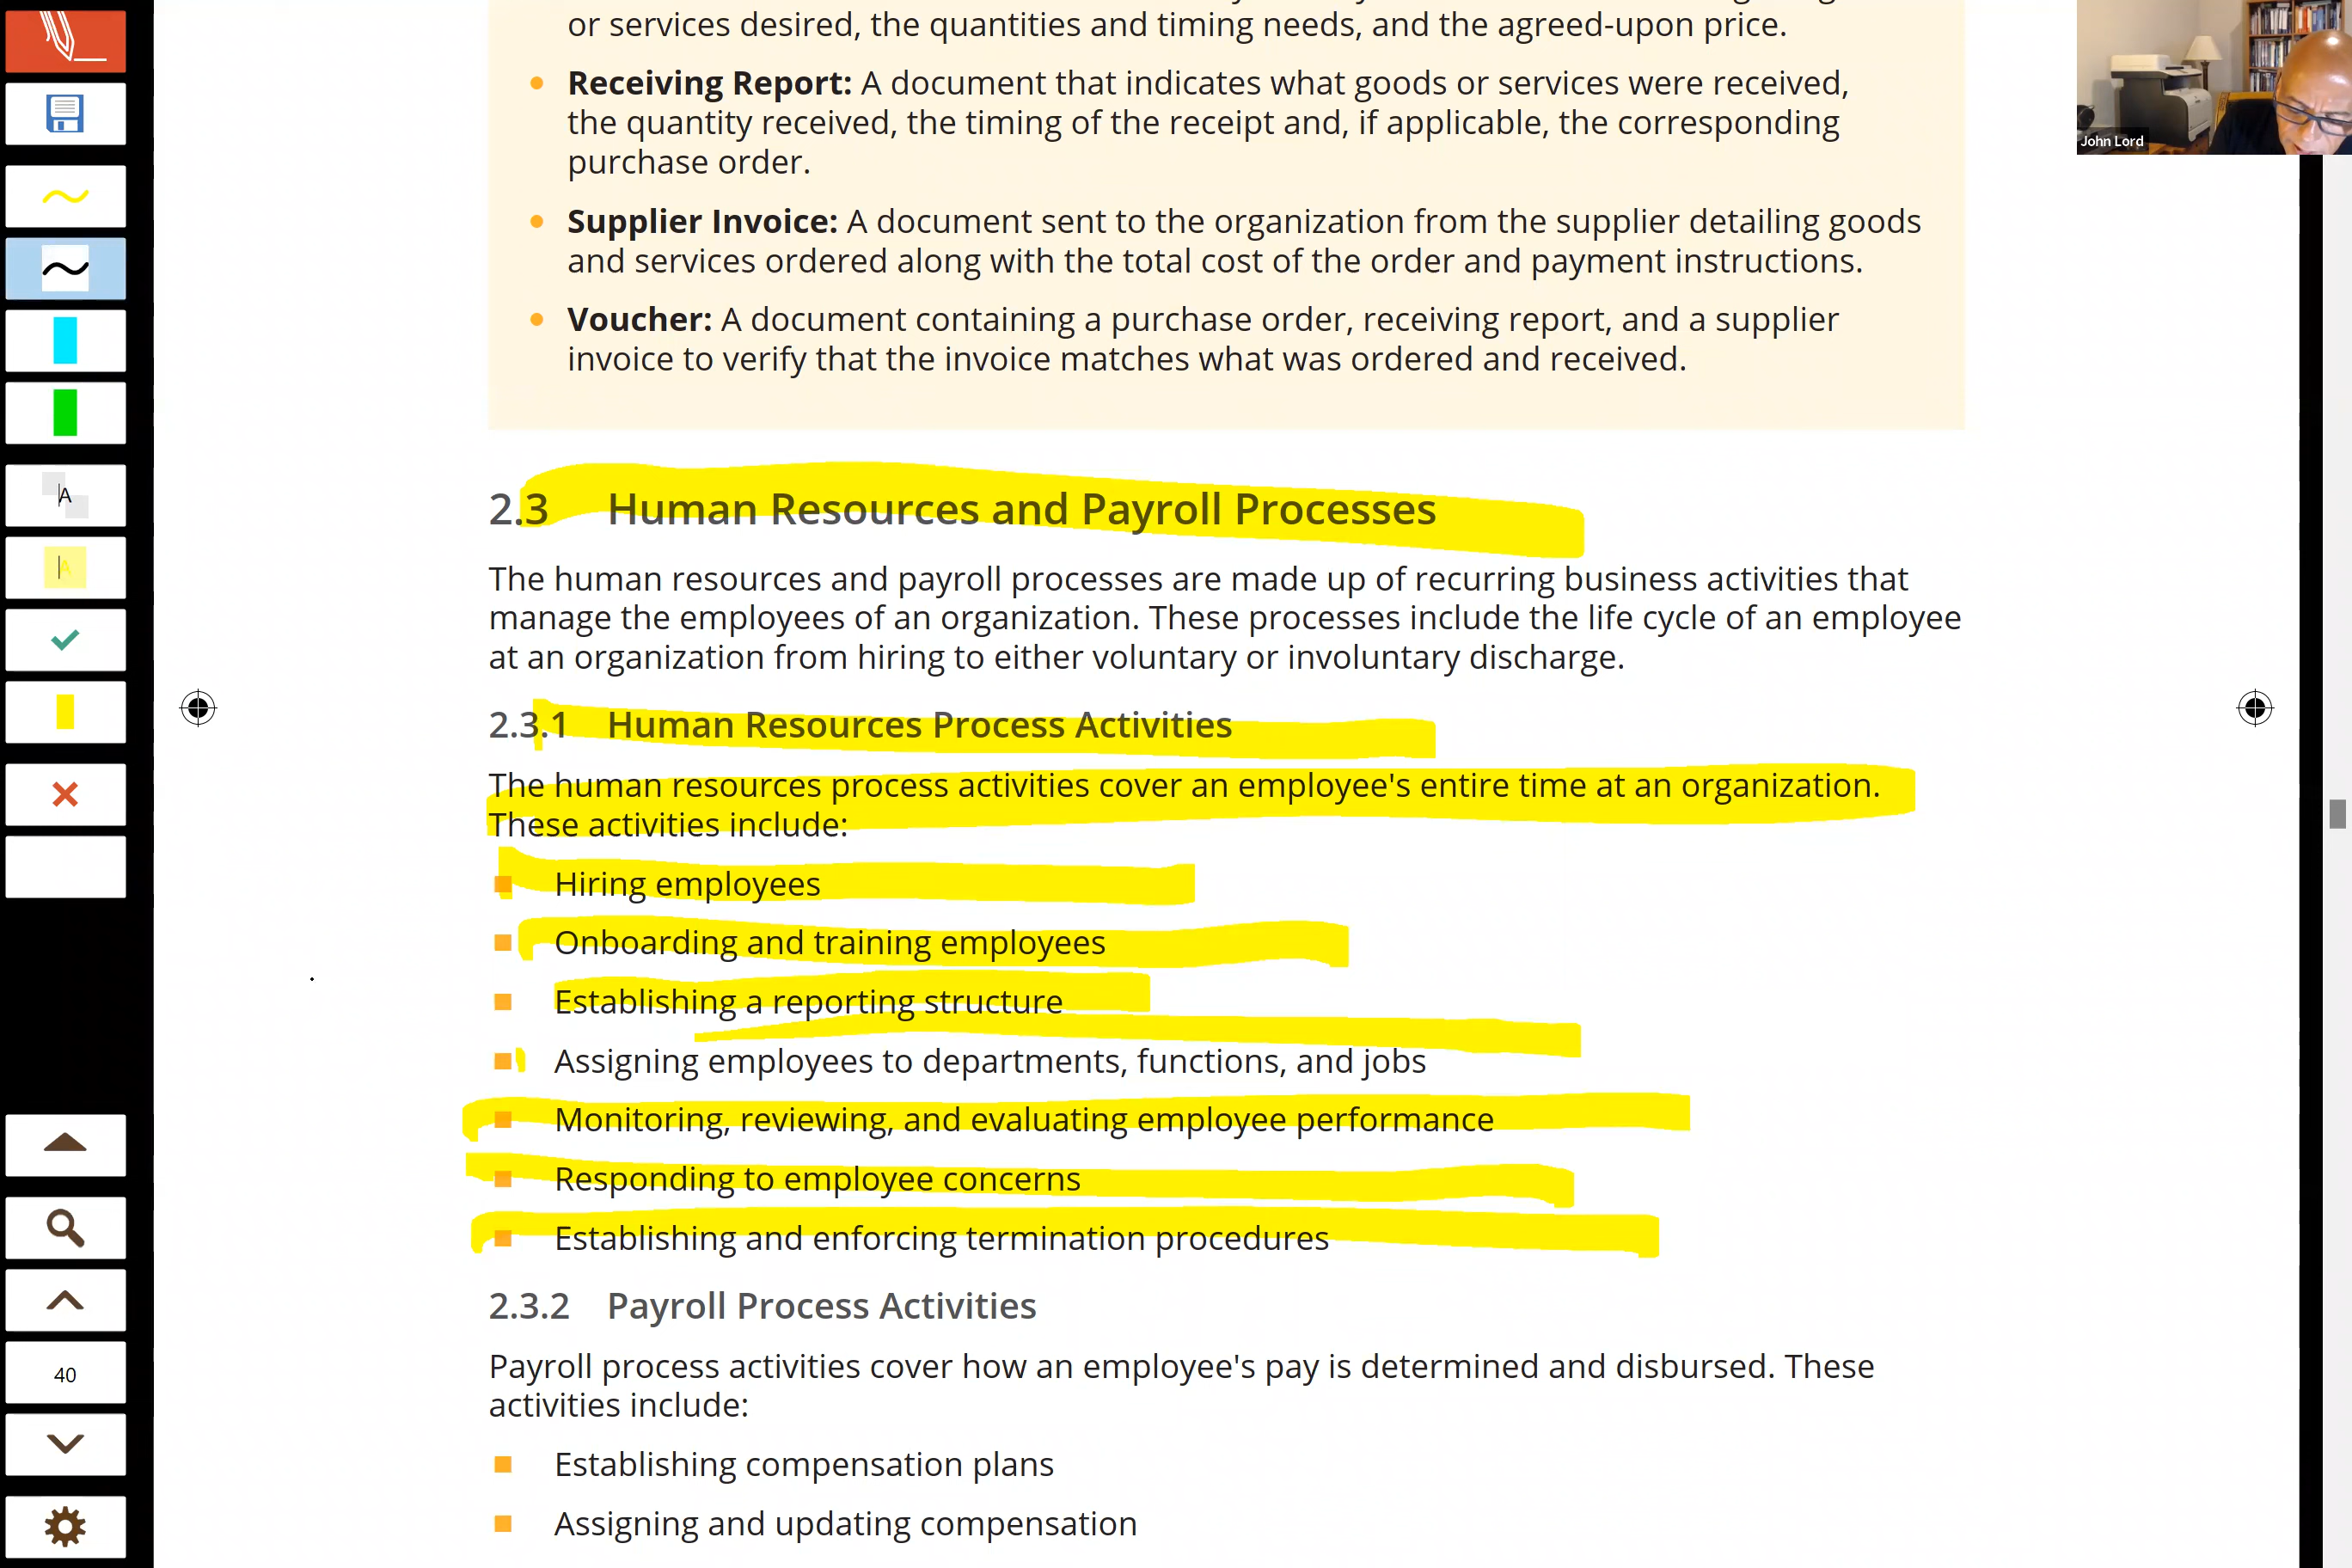 or services desired, the quantities and timing needs, and the agreed-upon price.
Receiving Report: A document that indicates what goods or services were received,
the quantity received, the timing of the receipt and, if applicable, the corresponding
purchase order.
Supplier Invoice: A document sent to the organization from the supplier detailing goods
and services ordered along with the total cost of the order and payment instructions.
Voucher: A document containing a purchase order, receiving report, and a supplier
invoice to verify that the invoice matches what was ordered and received.
2.3 Human Resources and Payroll Processes
The human resources and payroll processes are made up of recurring business activities that
manage the employees of an organization. These processes include the life cycle of an employee
at an organization from hiring to either voluntary or involuntary discharge.
2.3.1 Human Resources Process Activities
The human resources process activities cover an employee's entire time at an organization.
These activities include:
Hiring employees
Onboarding and training employees
Establishing a reporting structure
Assigning employees to departments, functions, and jobs
Monitoring, reviewing, and evaluating employee performance
Responding to employee concerns
Establishing and enforcing termination procedures
2.3.2 Payroll Process Activities
Payroll process activities cover how an employee's pay is determined and disbursed. These
activities include:
Establishing compensation plans
Assigning and updating compensation
John Lord
A
A
40